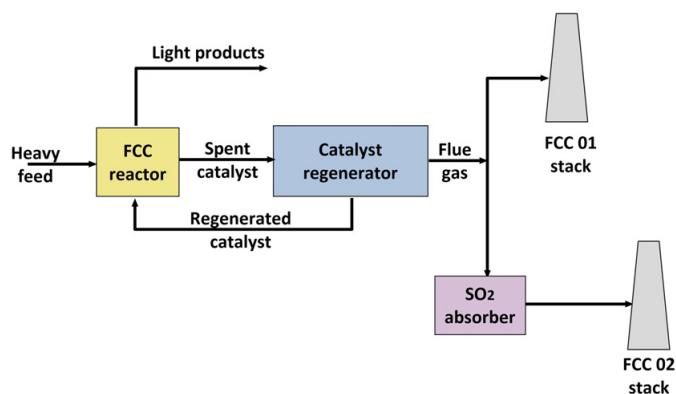 Light products
Heavy
feed
FCC
reactor
Spent
catalyst
Catalyst
regenerator
Flue
gas
FCC 01
stack
Regenerated
catalyst
SO₂
absorber
FCC 02
stack